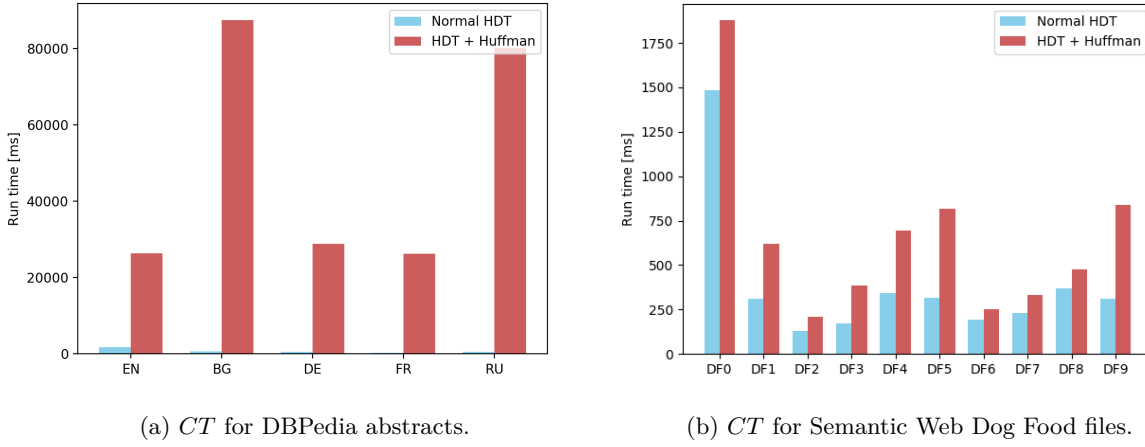 Normal HDT
HDT + Huffman
80000
60000
40000
20000
0
Run time [ms]
EN BG DE FR RU
(a) CT for DBPedia abstracts.
Normal HDT
HDT + Huffman
1750
1500
1250
1000
750
500
250
0
Run time [ms]
DF0 DF1 DF2 DF3 DF4 DF5 DF6 DF7 DF8 DF9
(b) CT for Semantic Web Dog Food files.